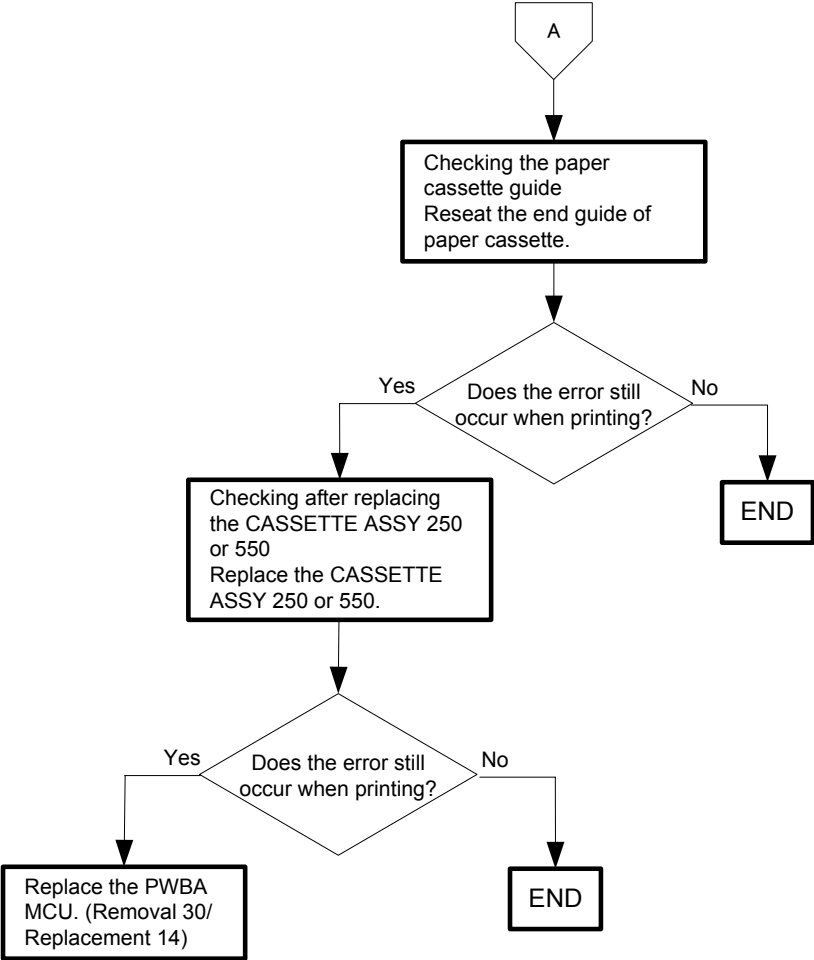 A
Checking the paper
cassette guide
Reseat the end guide of
paper cassette.
Does the error still
occur when printing?
Yes
No
Checking after replacing
the CASSETTE ASSY 250
or 550
Replace the CASSETTE
ASSY 250 or 550.
END
Does the error still
occur when printing?
Yes
No
Replace the PWBA
MCU. (Removal 30/
Replacement 14)
END